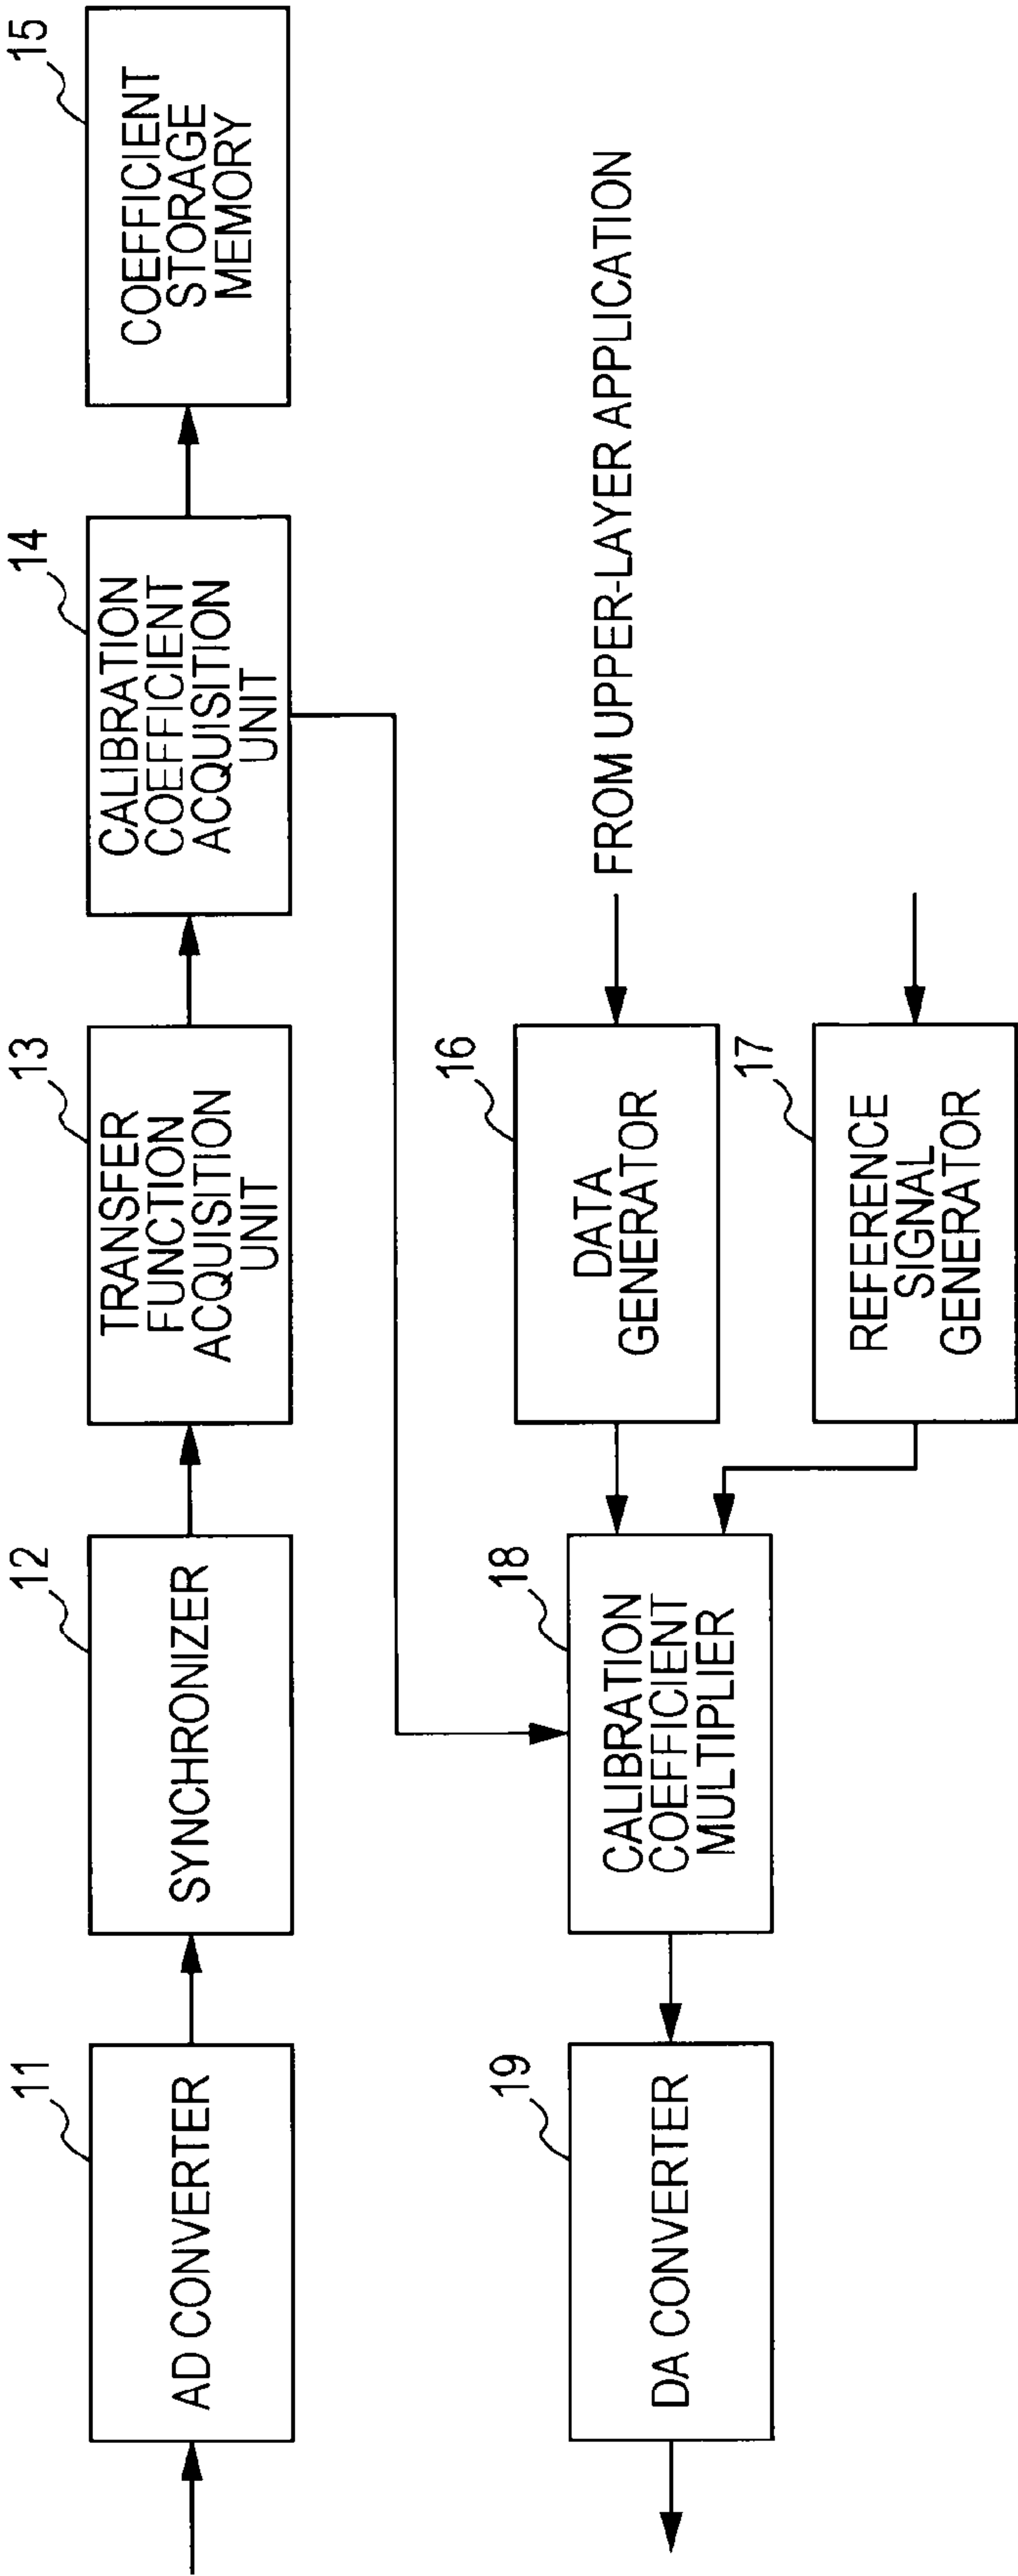 11
AD CONVERTER
12
SYNCHRONIZER
13
TRANSFER
FUNCTION
ACQUISITION
UNIT
14
CALIBRATION
COEFFICIENT
ACQUISITION
UNIT
15
COEFFICIENT
STORAGE
MEMORY
19
DA CONVERTER
18
CALIBRATION
COEFFICIENT
MULTIPLIER
16
DATA
GENERATOR
FROM UPPER-LAYER APPLICATION
17
REFERENCE
SIGNAL
GENERATOR